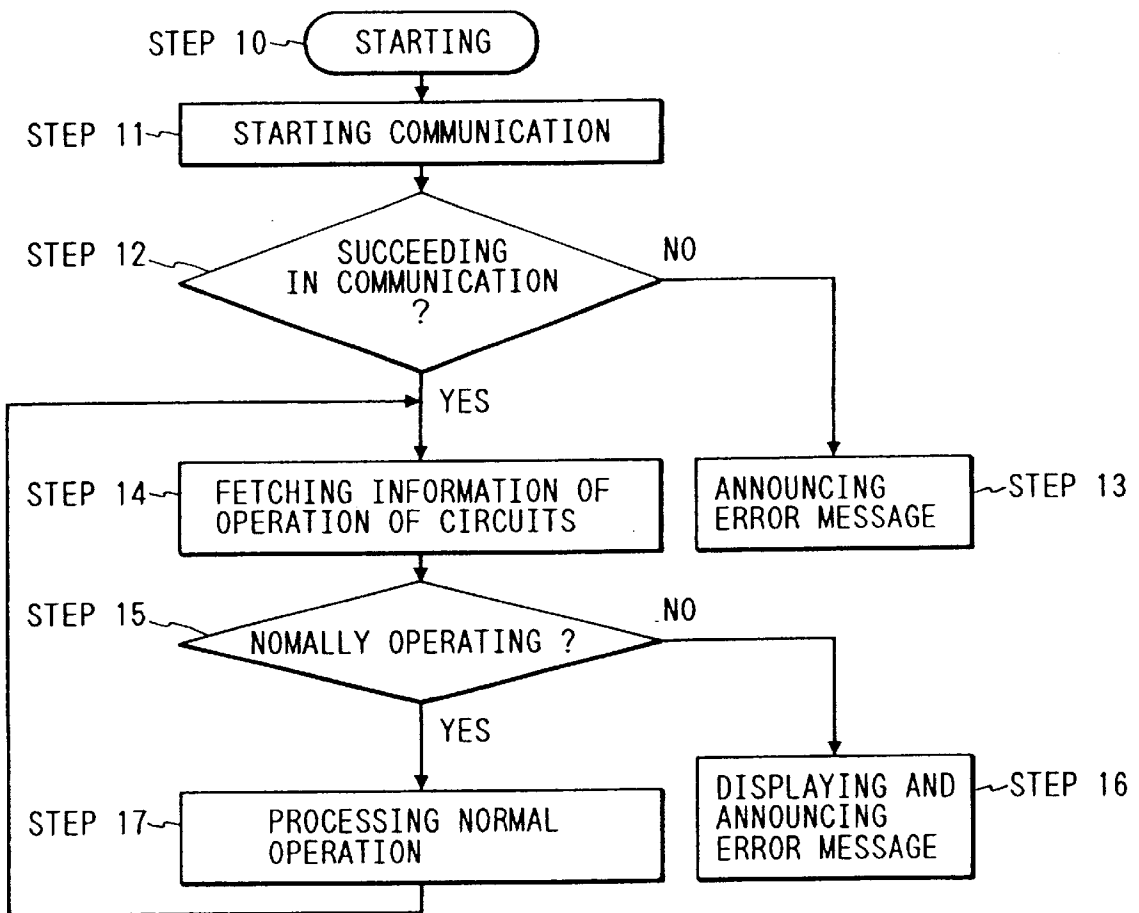 STEP 10
STARTING
STEP 11
STARTING COMMUNICATION
STEP 12
SUCCEEDING
IN COMMUNICATION
?
NO
YES
STEP 14
FETCHING INFORMATION OF
OPERATION OF CIRCUITS
ANNOUNCING
ERROR MESSAGE
STEP 13
STEP 15
NOMALLY OPERATING ?
NO
YES
STEP 17
PROCESSING NORMAL
OPERATION
DISPLAYING AND
ANNOUNCING
ERROR MESSAGE
STEP 16